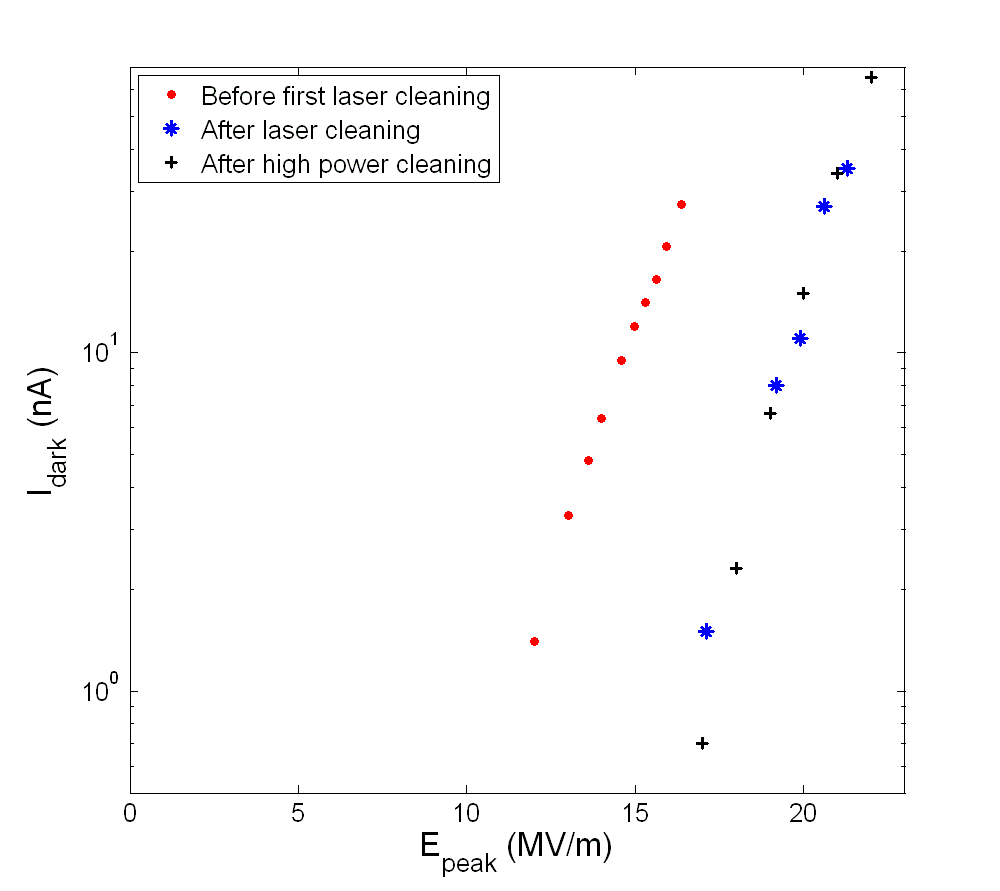 Before first laser cleaning
After laser cleaning
After high power cleaning
10^1
10^0
I_dark (nA)
0 5 10 15 20
E_peak (MV/m)